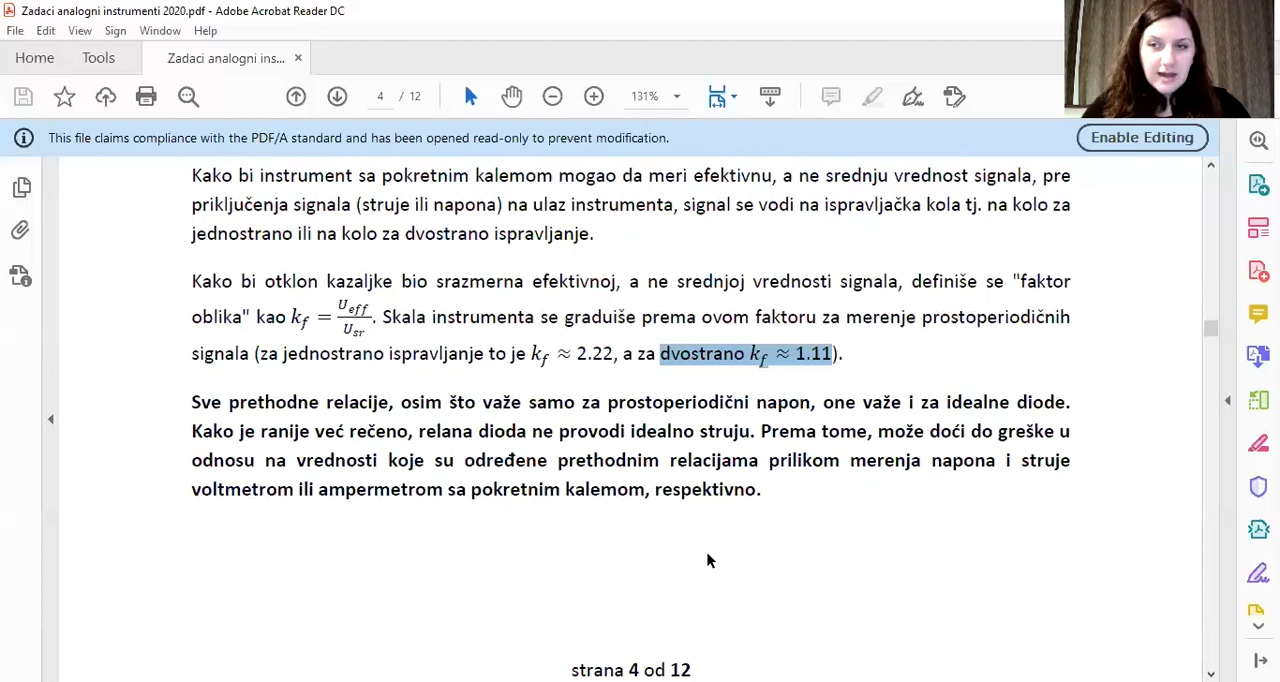 Zadaci analogni instrumenti 2020.pdf - Adobe Acrobat Reader DC
File Edit View Sign Window Help
Home Tools Zadaci analogni ins... ×
4 / 12 131%
This file claims compliance with the PDF/A standard and has been opened read-only to prevent modification. Enable Editing
Kako bi instrument sa pokretnim kalemom mogao da meri efektivnu, a ne srednju vrednost signala, pre
priključenja signala (struje ili napona) na ulaz instrumenta, signal se vodi na ispravljačka kola tj. na kolo za
jednostrano ili na kolo za dvostrano ispravljanje.
Kako bi otklon kazaljke bio srazmerna efektivnoj, a ne srednjoj vrednosti signala, definiše se "faktor
oblika" kao k_f = U_eff / U_sr. Skala instrumenta se graduiše prema ovom faktoru za merenje prostoperiodičnih
signala (za jednostrano ispravljanje to je k_f ≈ 2.22, a za dvostrano k_f ≈ 1.11).
Sve prethodne relacije, osim što važe samo za prostoperiodični napon, one važe i za idealne diode.
Kako je ranije već rečeno, relana dioda ne provodi idealno struju. Prema tome, može doći do greške u
odnosu na vrednosti koje su određene prethodnim relacijama prilikom merenja napona i struje
voltmetrom ili ampermetrom sa pokretnim kalemom, respektivno.
strana 4 od 12